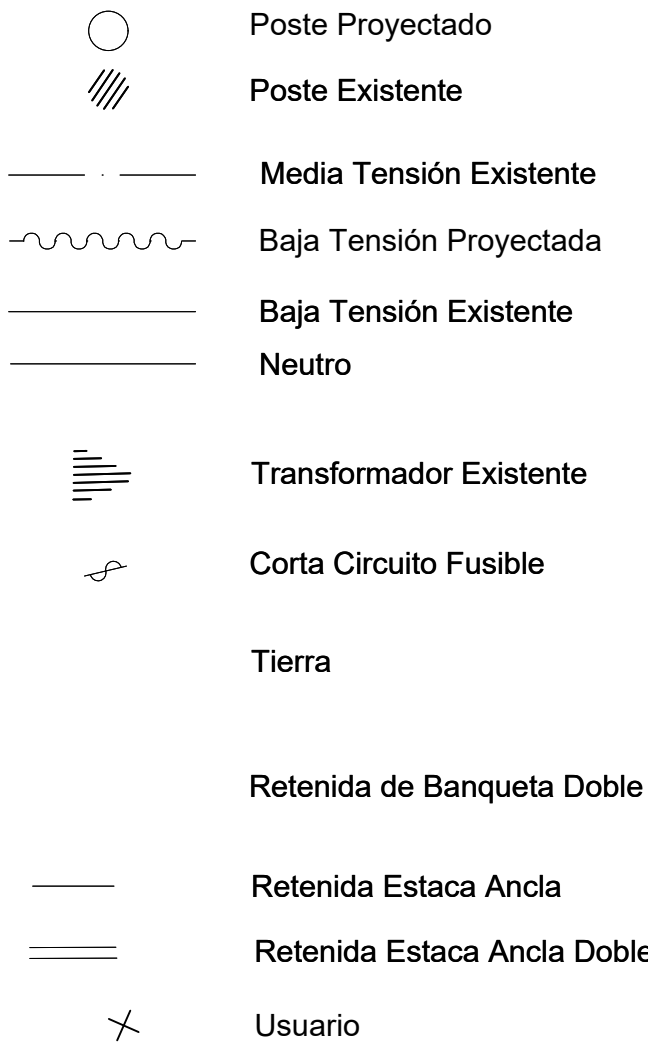 Poste Proyectado
Poste Existente
Media Tensión Existente
Baja Tensión Proyectada
Baja Tensión Existente
Neutro
Transformador Existente
Corta Circuito Fusible
Tierra
Retenida de Banqueta Doble
Retenida Estaca Ancla
Retenida Estaca Ancla Doble
Usuario